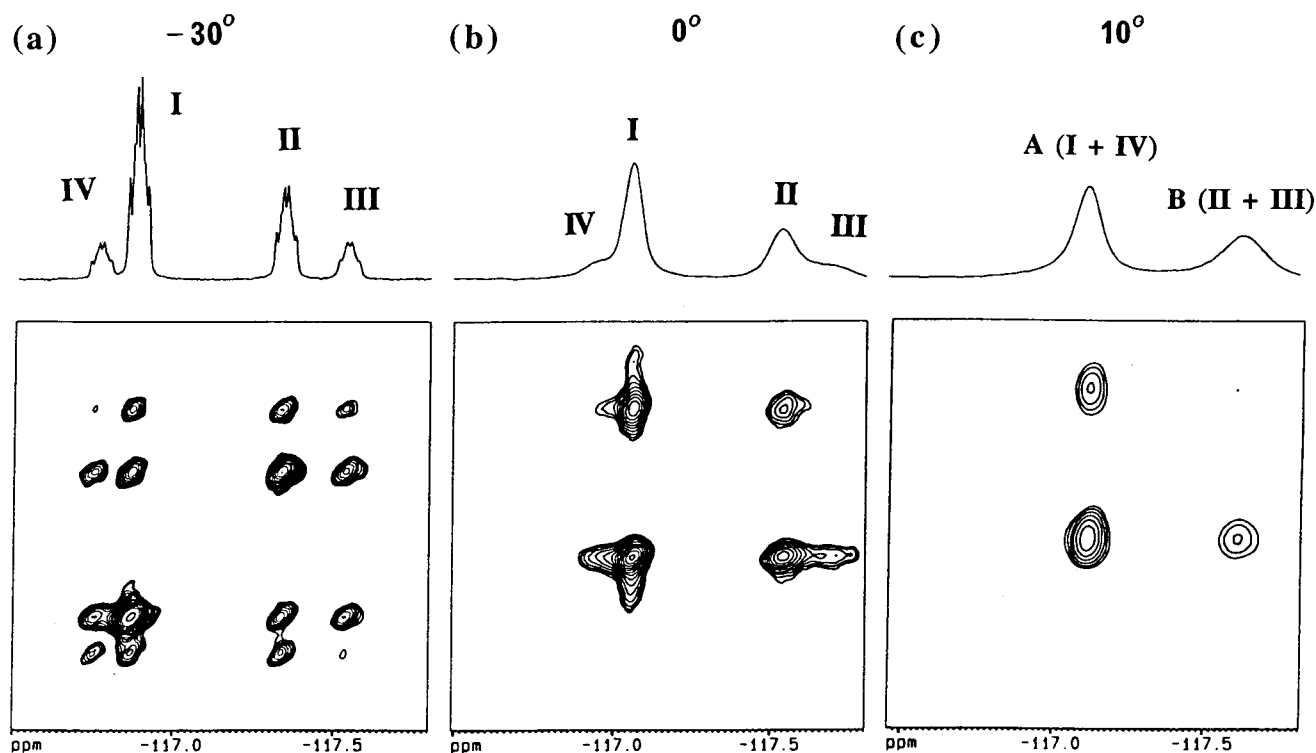 (a) − 30°
(b) 0°
(c) 10°
I
IV
II
III
I
IV
II
III
A (I + IV)
B (II + III)
ppm -117.0 -117.5
ppm -117.0 -117.5
ppm -117.0 -117.5